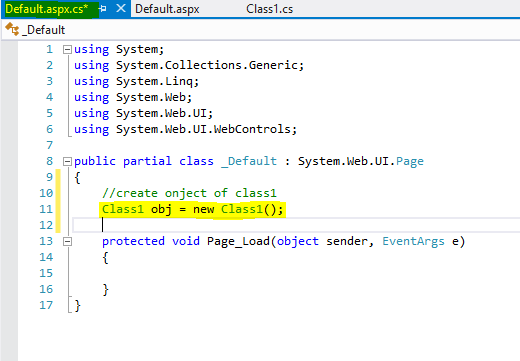 Default.aspx.cs* Default.aspx Class1.cs
_Default
1 using System;
2 using System.Collections.Generic;
3 using System.Linq;
4 using System.Web;
5 using System.Web.UI;
6 using System.Web.UI.WebControls;
7
8 public partial class _Default : System.Web.UI.Page
9 {
10 //create onject of class1
11 Class1 obj = new Class1();
12
13 protected void Page_Load(object sender, EventArgs e)
14 {
15
16 }
17 }